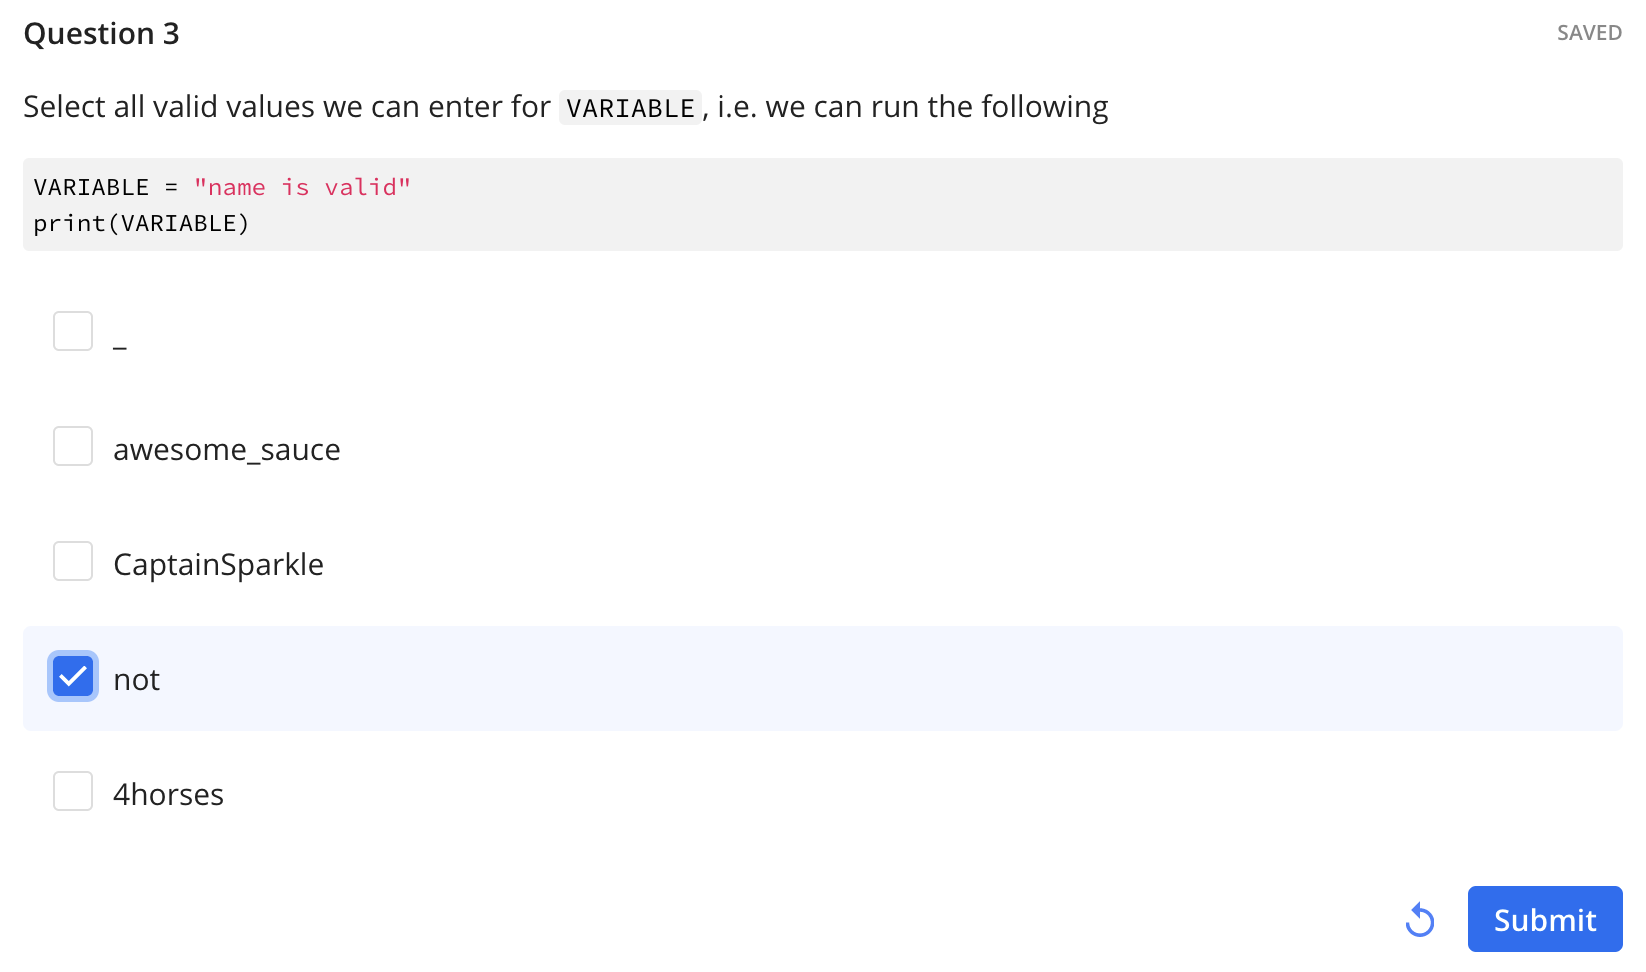 Question 3
SAVED
Select all valid values we can enter for VARIABLE, i.e. we can run the following
VARIABLE = "name is valid"
print(VARIABLE)
_
awesome_sauce
CaptainSparkle
not
4horses
Submit